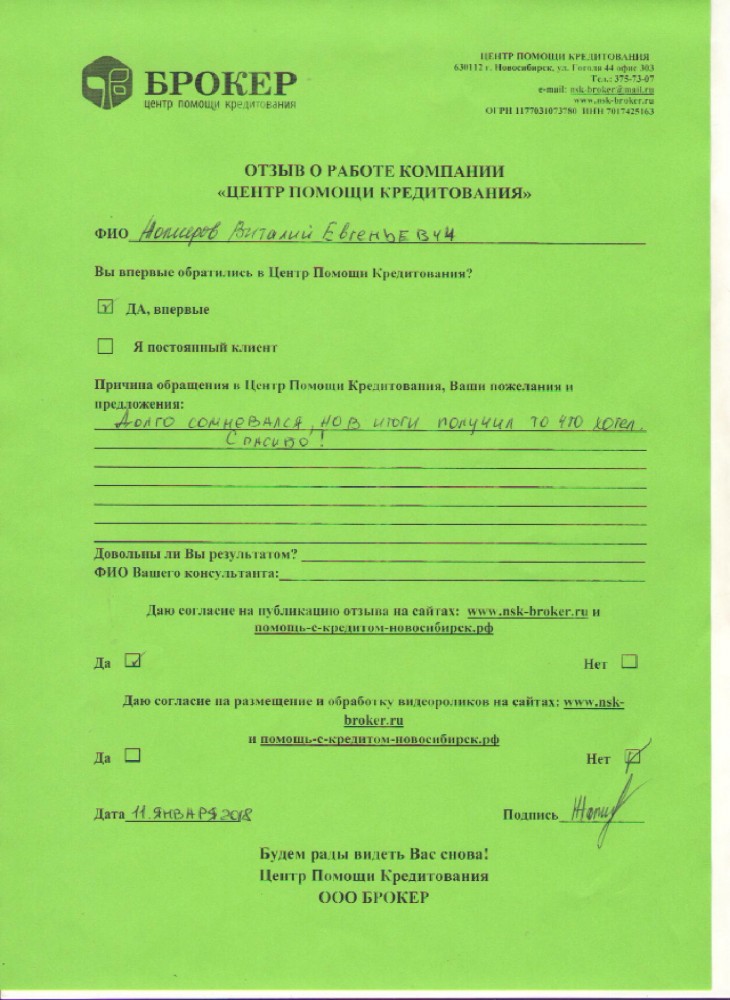 БРОКЕР
центр помощи кредитования
ЦЕНТР ПОМОЩИ КРЕДИТОВАНИЯ
630112 г. Новосибирск, ул. Гоголя 44 офис 303
Тел.: 375-73-07
e-mail: nsk-broker@mail.ru
www.nsk-broker.ru
ОГРН 1177031073780 ИНН 7017425163
ОТЗЫВ О РАБОТЕ КОМПАНИИ
«ЦЕНТР ПОМОЩИ КРЕДИТОВАНИЯ»
ФИО Виталий Евгеньевич
Вы впервые обратились в Центр Помощи Кредитования?
ДА, впервые
Я постоянный клиент
Причина обращения в Центр Помощи Кредитования, Ваши пожелания и
предложения:
Долго сомневался, но в итоги получил то что хотел.
Спасибо!
Довольны ли Вы результатом?
ФИО Вашего консультанта:
Даю согласие на публикацию отзыва на сайтах: www.nsk-broker.ru и
помощь-с-кредитом-новосибирск.рф
Да Нет
Даю согласие на размещение и обработку видеороликов на сайтах: www.nsk-
broker.ru
и помощь-с-кредитом-новосибирск.рф
Да Нет
Дата 11. ЯНВАРЯ 2018 Подпись
Будем рады видеть Вас снова!
Центр Помощи Кредитования
ООО БРОКЕР